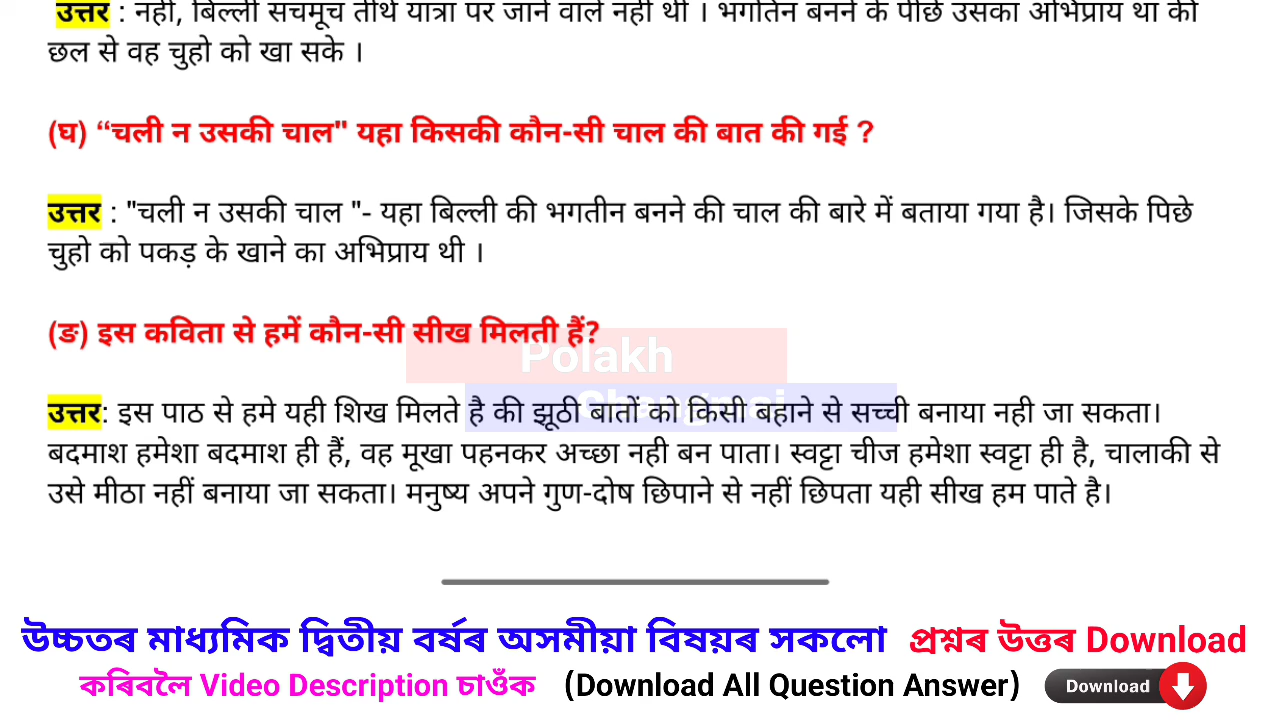 उत्तर : नही, बिल्ली सचमूच तीर्थ यात्रा पर जाने वाले नही थी । भगतिन बनने के पीछे उसका अभिप्राय था की
छल से वह चुहो को खा सके ।
(घ) “चली न उसकी चाल" यहा किसकी कौन-सी चाल की बात की गई ?
उत्तर : "चली न उसकी चाल "- यहा बिल्ली की भगतीन बनने की चाल की बारे में बताया गया है। जिसके पिछे
चुहो को पकड़ के खाने का अभिप्राय थी ।
(ङ) इस कविता से हमें कौन-सी सीख मिलती हैं?
Polakh
Changmai
उत्तर: इस पाठ से हमे यही शिख मिलते है की झूठी बातों को किसी बहाने से सच्ची बनाया नही जा सकता।
बदमाश हमेशा बदमाश ही हैं, वह मूखा पहनकर अच्छा नही बन पाता। स्वट्टा चीज हमेशा स्वट्टा ही है, चालाकी से
उसे मीठा नहीं बनाया जा सकता। मनुष्य अपने गुण-दोष छिपाने से नहीं छिपता यही सीख हम पाते है।
উচ্চতৰ মাধ্যমিক দ্বিতীয় বৰ্ষৰ অসমীয়া বিষয়ৰ সকলো প্ৰশ্নৰ উত্তৰ Download
কৰিবলৈ Video Description চাওঁক (Download All Question Answer) Download